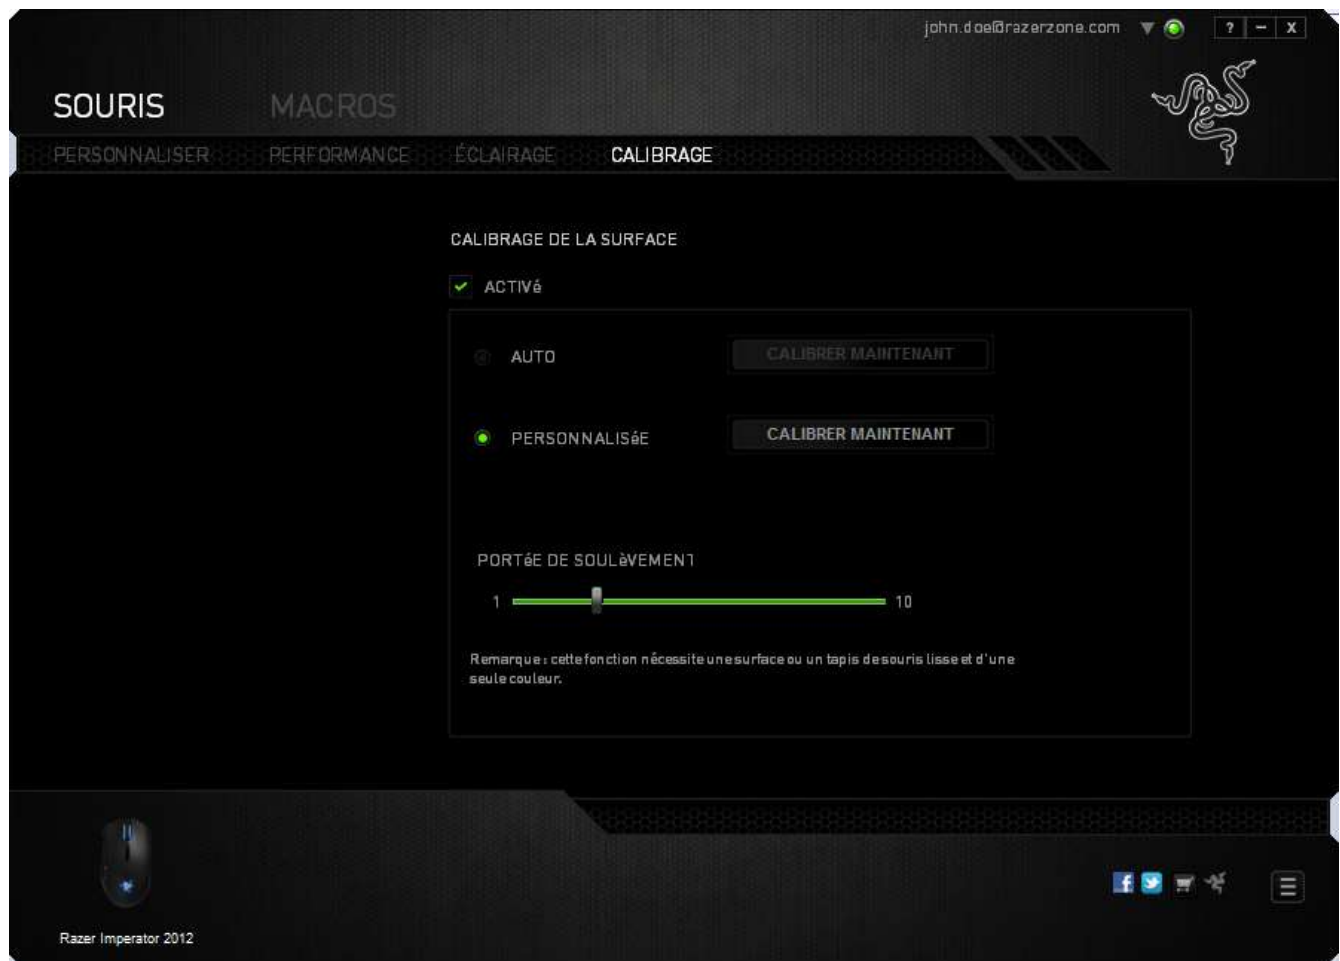 john.doe@razerzone.com ? – X
SOURIS MACROS
PERSONNALISER PERFORMANCE ÉCLAIRAGE CALIBRAGE
CALIBRAGE DE LA SURFACE
ACTIVé
AUTO CALIBRER MAINTENANT
PERSONNALISéE CALIBRER MAINTENANT
PORTéE DE SOULèVEMENT
1 10
Remarque : cette fonction nécessite une surface ou un tapis de souris lisse et d'une
seule couleur.
Razer Imperator 2012